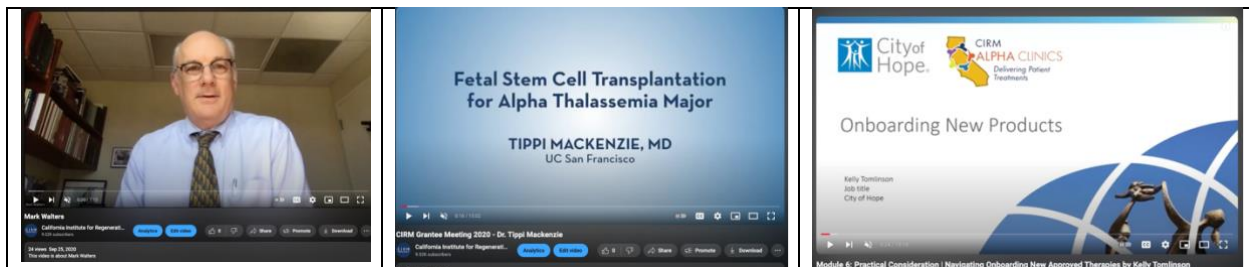 Mark Walters
California Institute for Regenerati...
Analytics
Edit video
0
Share
Promote
Download
24 views Sep 25, 2020
This video is about Mark Walters
Fetal Stem Cell Transplantation
for Alpha Thalassemia Major
TIPPI MACKENZIE, MD
UC San Francisco
CIRM Grantee Meeting 2020 - Dr. Tippi Mackenzie
California Institute for Regenerati...
Analytics
Edit video
Share
Promote
Download
City of
Hope.
CIRM
ALPHA CLINICS
Delivering Patient
Treatments
Onboarding New Products
Kelly Tomlinson
Job title
City of Hope
Module 6: Practical Consideration | Navigating Onboarding New Approved Therapies by Kelly Tomlinson